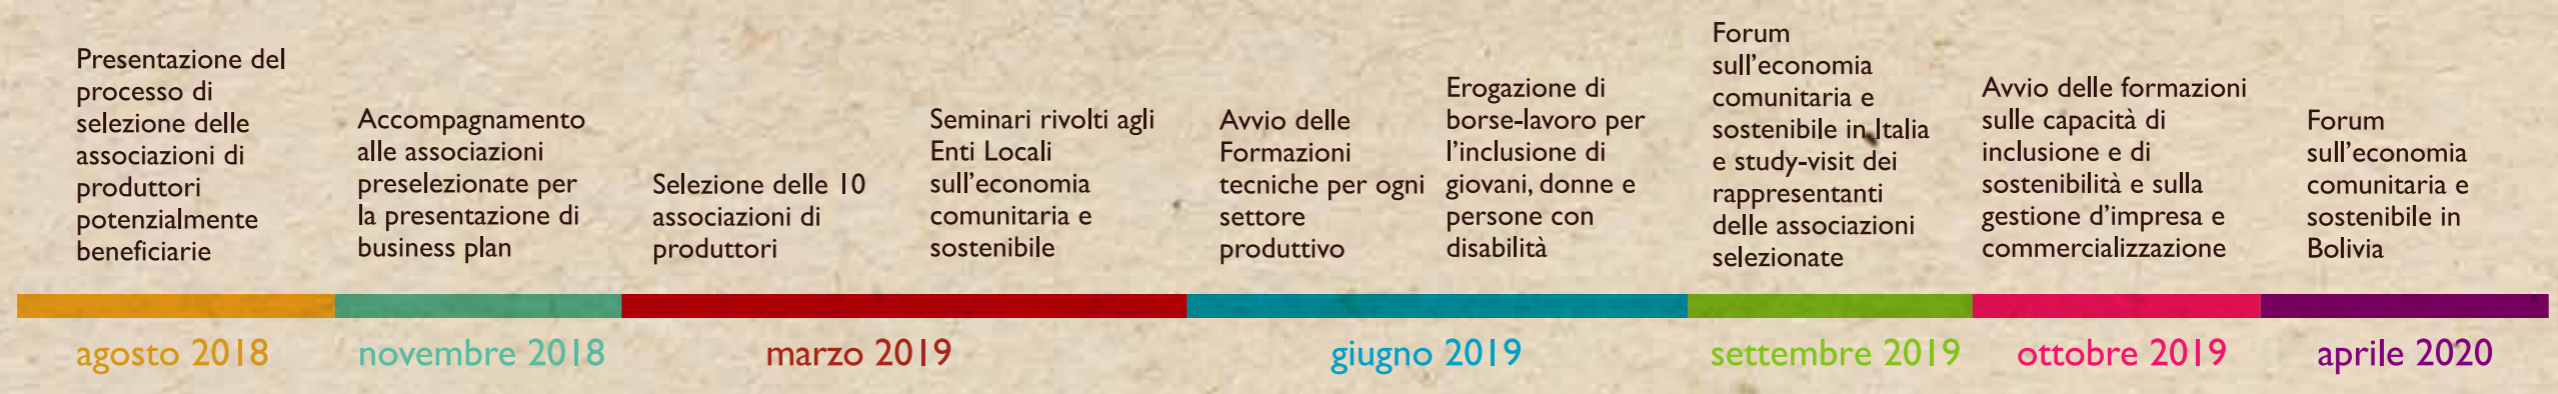 Presentazione del
processo di
selezione delle
associazioni di
produttori
potenzialmente
beneficiarie
Accompagnamento
alle associazioni
preselezionate per
la presentazione di
business plan
Selezione delle 10
associazioni di
produttori
Seminari rivolti agli
Enti Locali
sull'economia
comunitaria e
sostenibile
Avvio delle
Formazioni
tecniche per ogni
settore
produttivo
Erogazione di
borse-lavoro per
l'inclusione di
giovani, donne e
persone con
disabilità
Forum
sull'economia
comunitaria e
sostenibile in Italia
e study-visit dei
rappresentanti
delle associazioni
selezionate
Avvio delle formazioni
sulle capacità di
inclusione e di
sostenibilità e sulla
gestione d'impresa e
commercializzazione
Forum
sull'economia
comunitaria e
sostenibile in
Bolivia
agosto 2018
novembre 2018
marzo 2019
giugno 2019
settembre 2019
ottobre 2019
aprile 2020